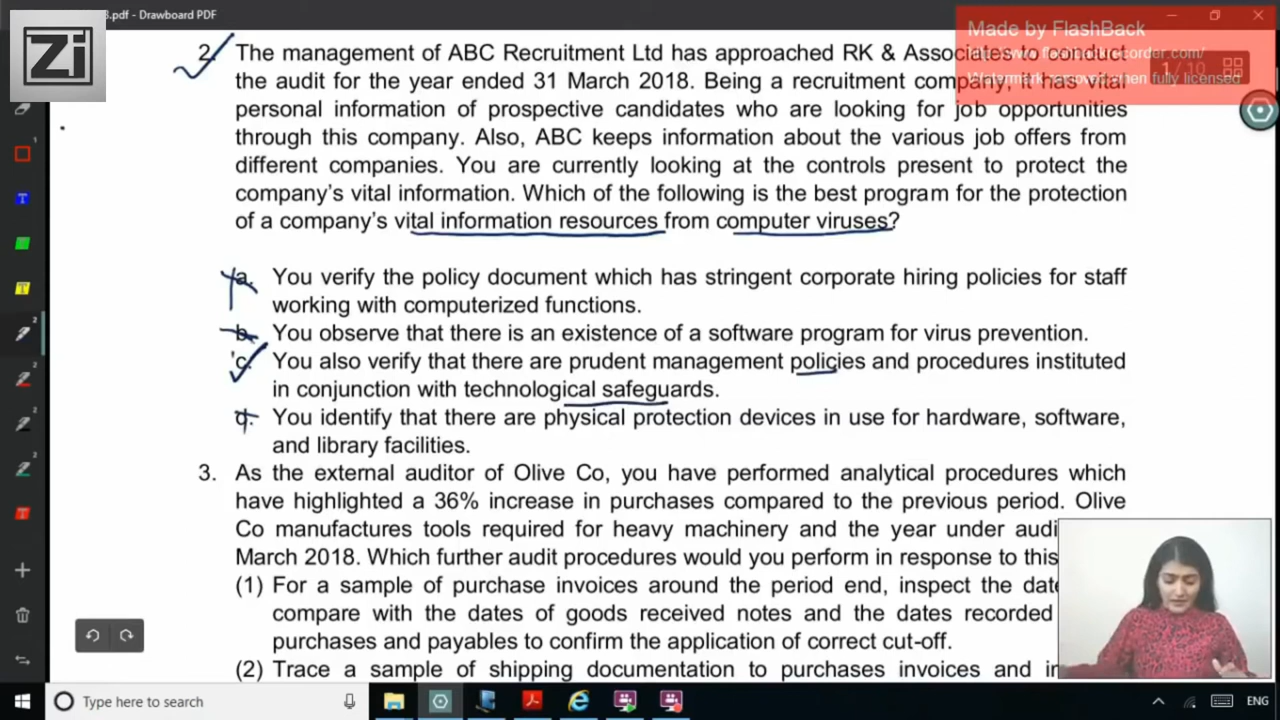 3.pdf - Drawboard PDF
Zi
Made by FlashBack
Watermark removed when fully licensed
1 / 10
2. The management of ABC Recruitment Ltd has approached RK & Associates to conduct
the audit for the year ended 31 March 2018. Being a recruitment company, it has vital
personal information of prospective candidates who are looking for job opportunities
through this company. Also, ABC keeps information about the various job offers from
different companies. You are currently looking at the controls present to protect the
company's vital information. Which of the following is the best program for the protection
of a company's vital information resources from computer viruses?
a. You verify the policy document which has stringent corporate hiring policies for staff
working with computerized functions.
b. You observe that there is an existence of a software program for virus prevention.
c. You also verify that there are prudent management policies and procedures instituted
in conjunction with technological safeguards.
d. You identify that there are physical protection devices in use for hardware, software,
and library facilities.
3. As the external auditor of Olive Co, you have performed analytical procedures which
have highlighted a 36% increase in purchases compared to the previous period. Olive
Co manufactures tools required for heavy machinery and the year under
March 2018. Which further audit procedures would you perform in response to this
(1) For a sample of purchase invoices around the period end, inspect the
compare with the dates of goods received notes and the dates recorded
purchases and payables to confirm the application of correct cut-off.
(2) Trace a sample of shipping documentation to purchases invoices and
Type here to search
ENG